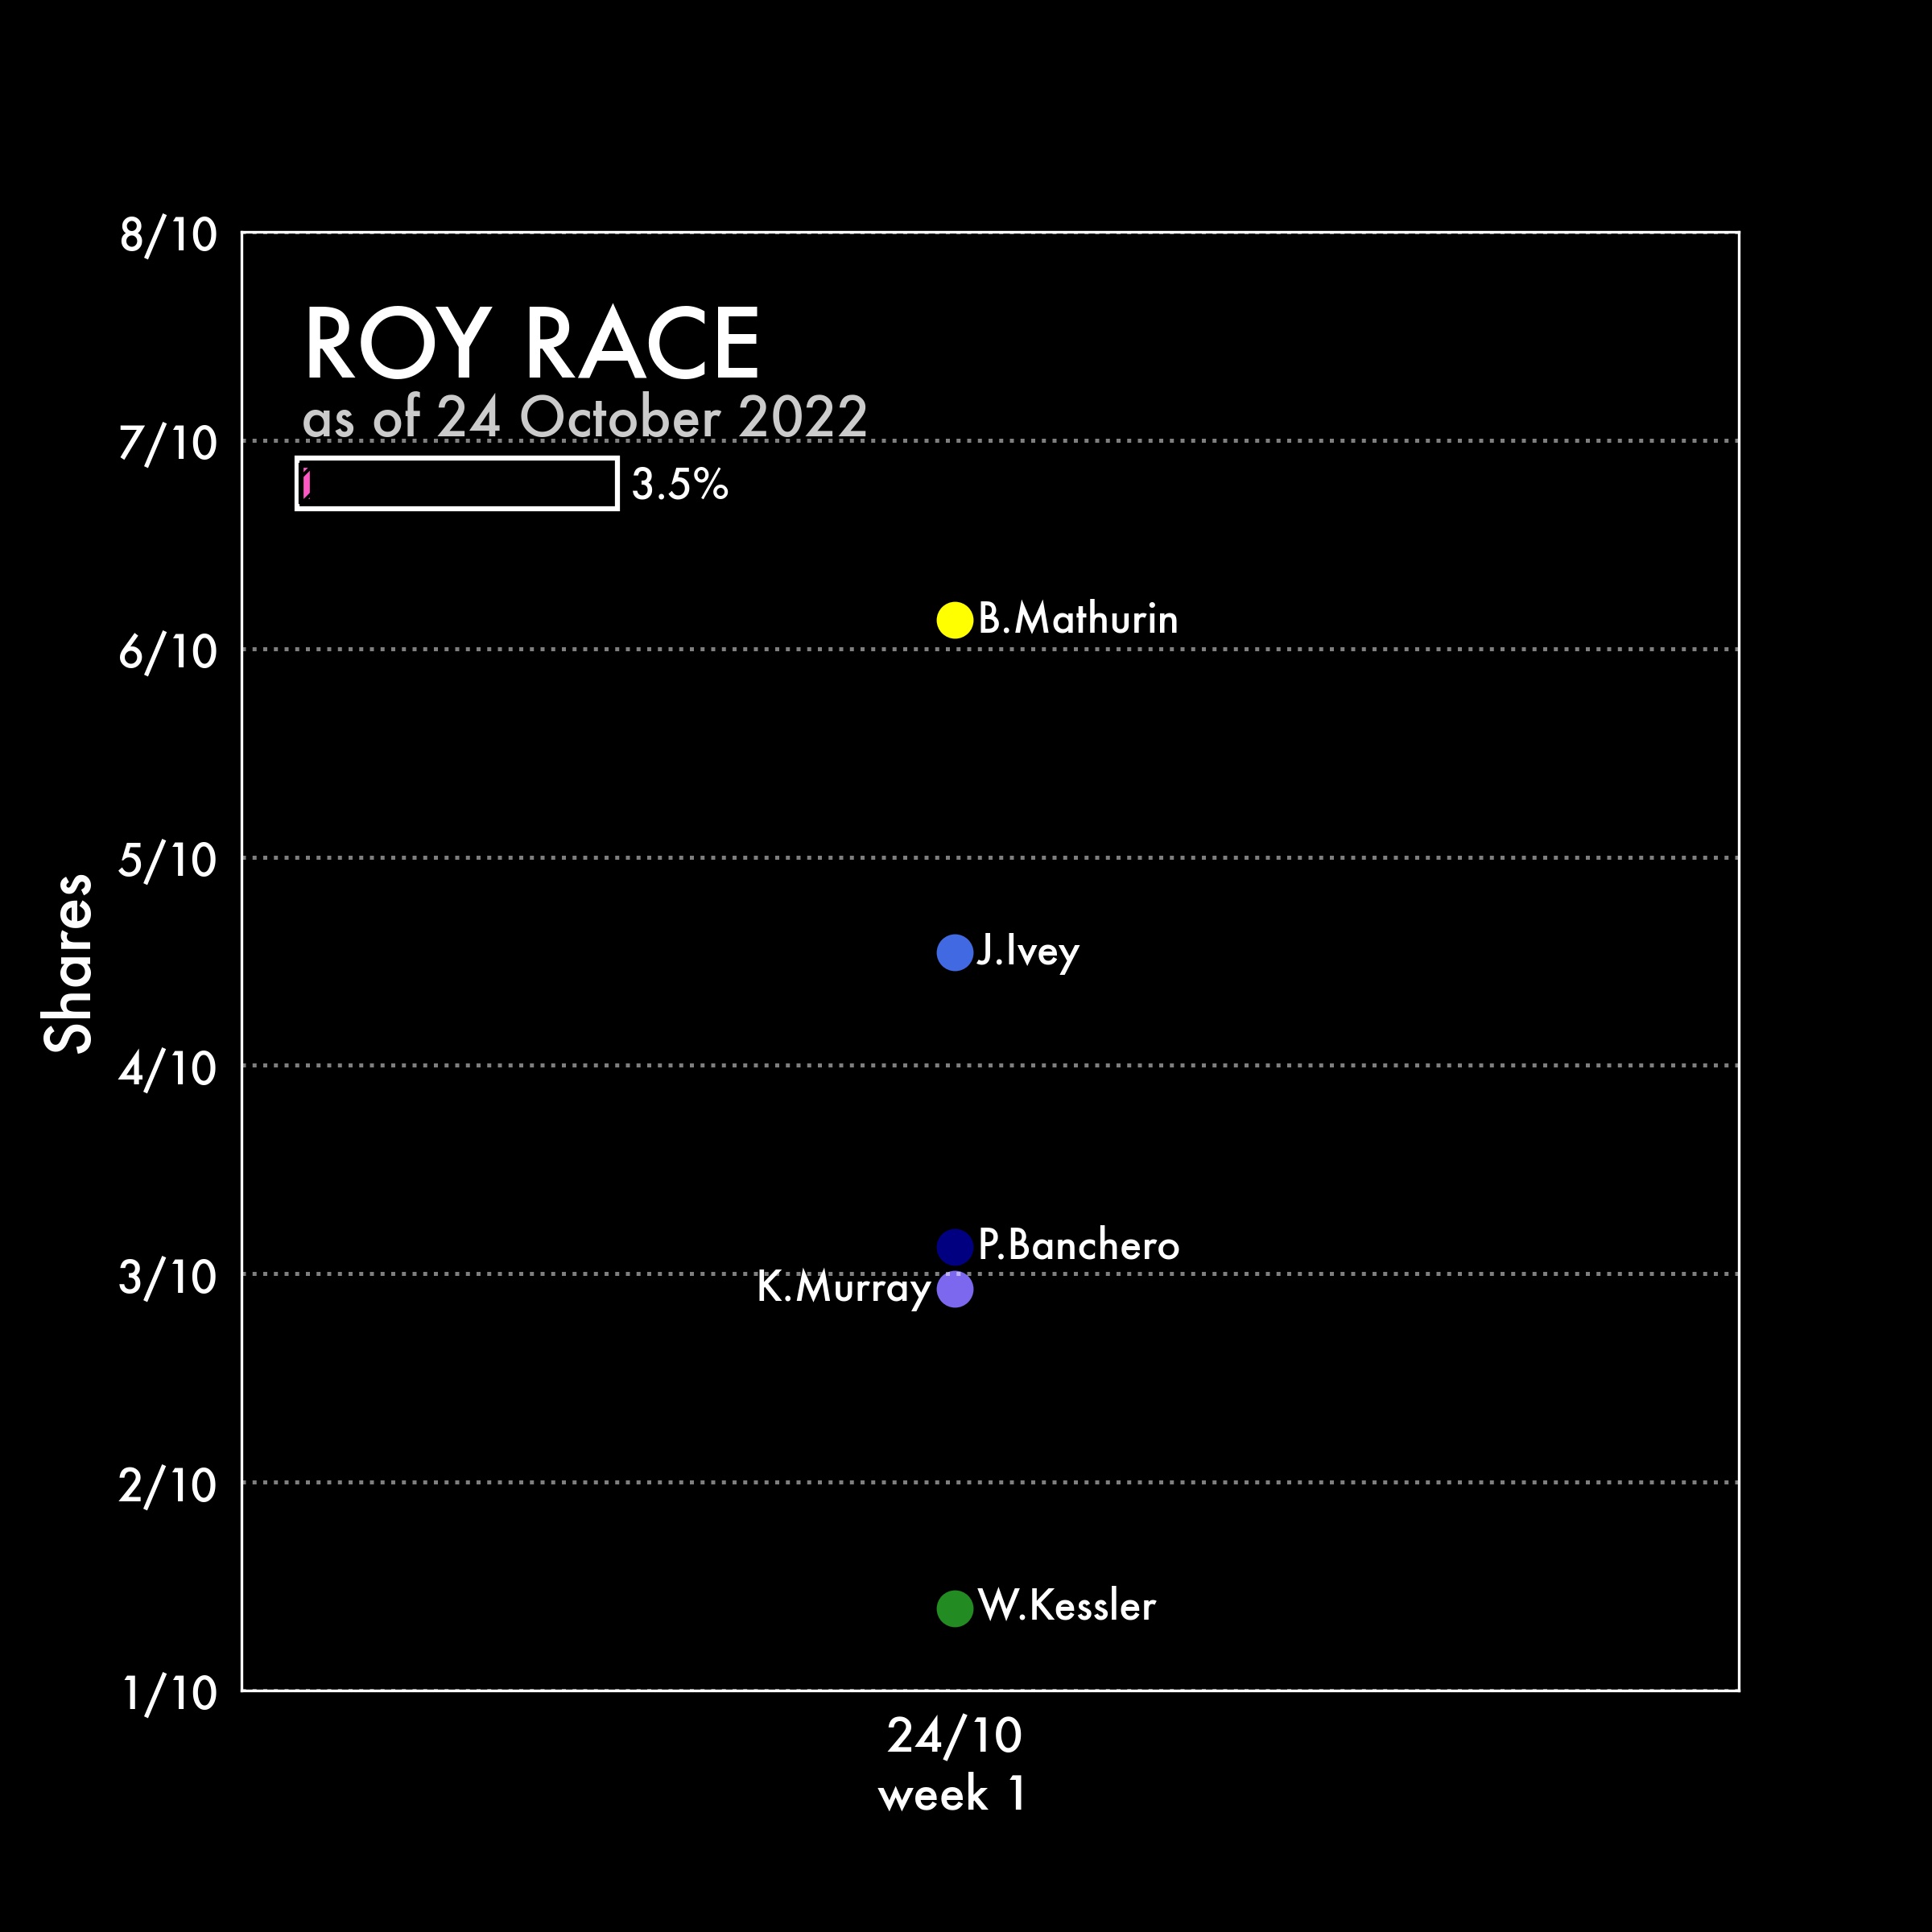 8/10
ROY RACE
as of 24 October 2022
7/10
3.5%
B.Mathurin
6/10
5/10
Shares
J.Ivey
4/10
P.Banchero
3/10
K.Murray
2/10
W.Kessler
1/10
24/10
week 1